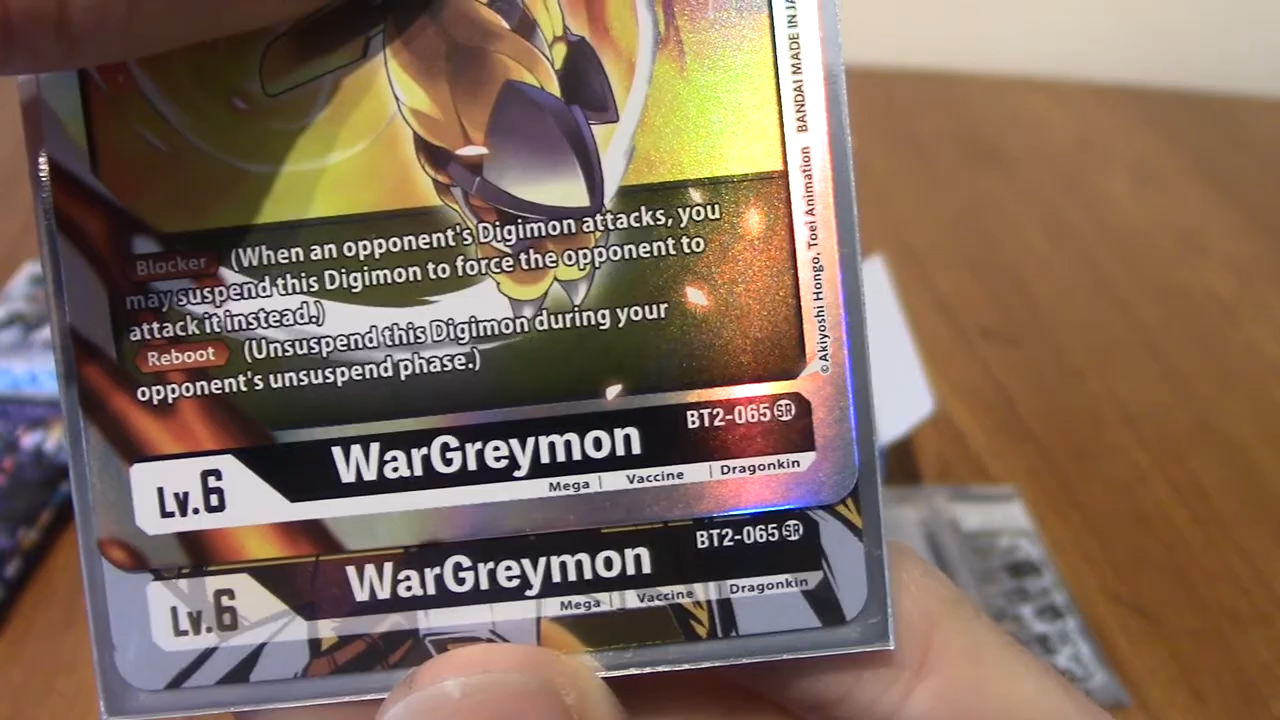 Blocker (When an opponent's Digimon attacks, you
may suspend this Digimon to force the opponent to
attack it instead.)
Reboot (Unsuspend this Digimon during your
opponent's unsuspend phase.)
BT2-065 SR
WarGreymon
Lv.6
Mega | Vaccine | Dragonkin
BT2-065 SR
WarGreymon
Lv.6
Mega | Vaccine | Dragonkin
©Akiyoshi Hongo, Toei Animation BANDAI MADE IN